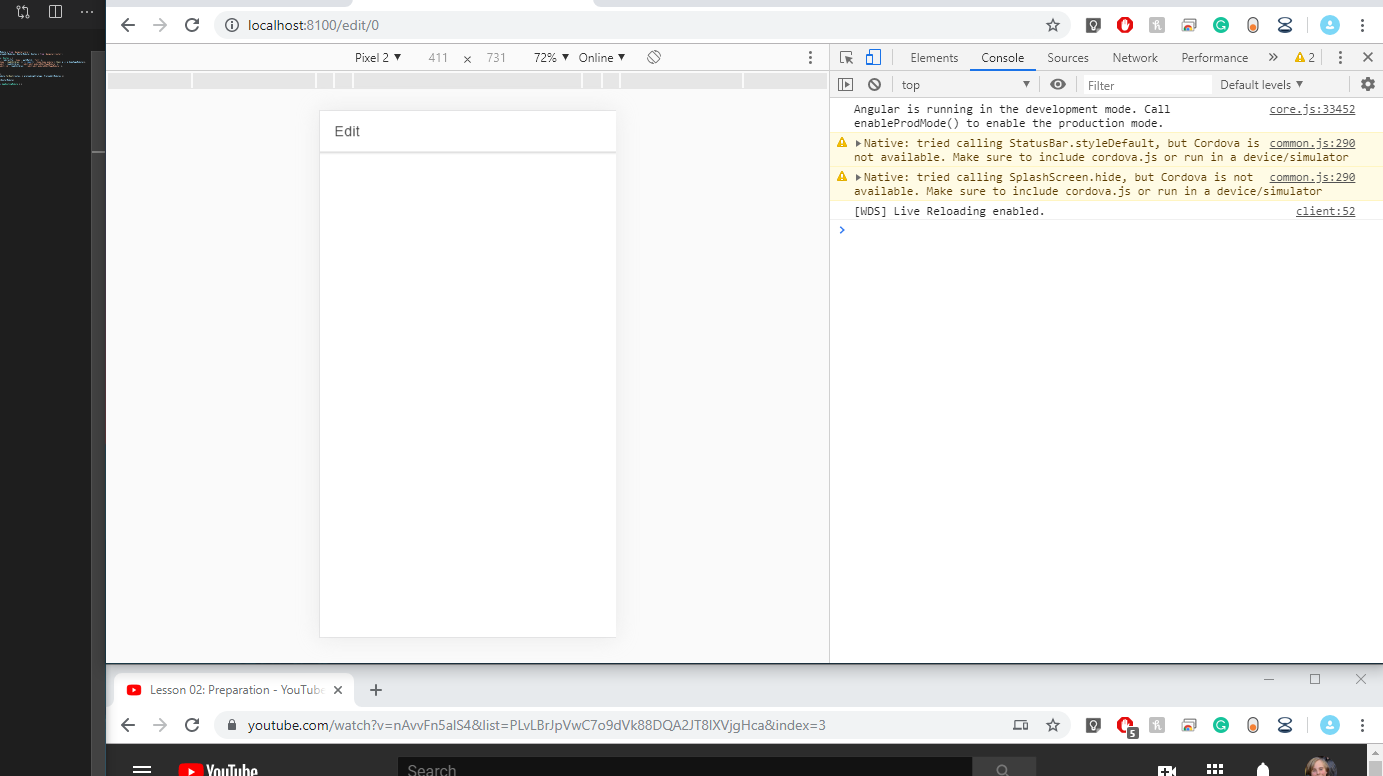 localhost:8100/edit/0
Pixel 2 ▼ 411 × 731 72% ▼ Online ▼
Elements Console Sources Network Performance » 2
top ▼ Filter Default levels ▼
Edit
Angular is running in the development mode. Call core.js:33452
enableProdMode() to enable the production mode.
Native: tried calling StatusBar.styleDefault, but Cordova is common.js:290
not available. Make sure to include cordova.js or run in a device/simulator
Native: tried calling SplashScreen.hide, but Cordova is not common.js:290
available. Make sure to include cordova.js or run in a device/simulator
[WDS] Live Reloading enabled. client:52
Lesson 02: Preparation - YouTube
youtube.com/watch?v=nAvvFn5alS4&list=PLvLBrJpVwC7o9dVk88DQA2JT8lXVjgHca&index=3
5
YouTube Search